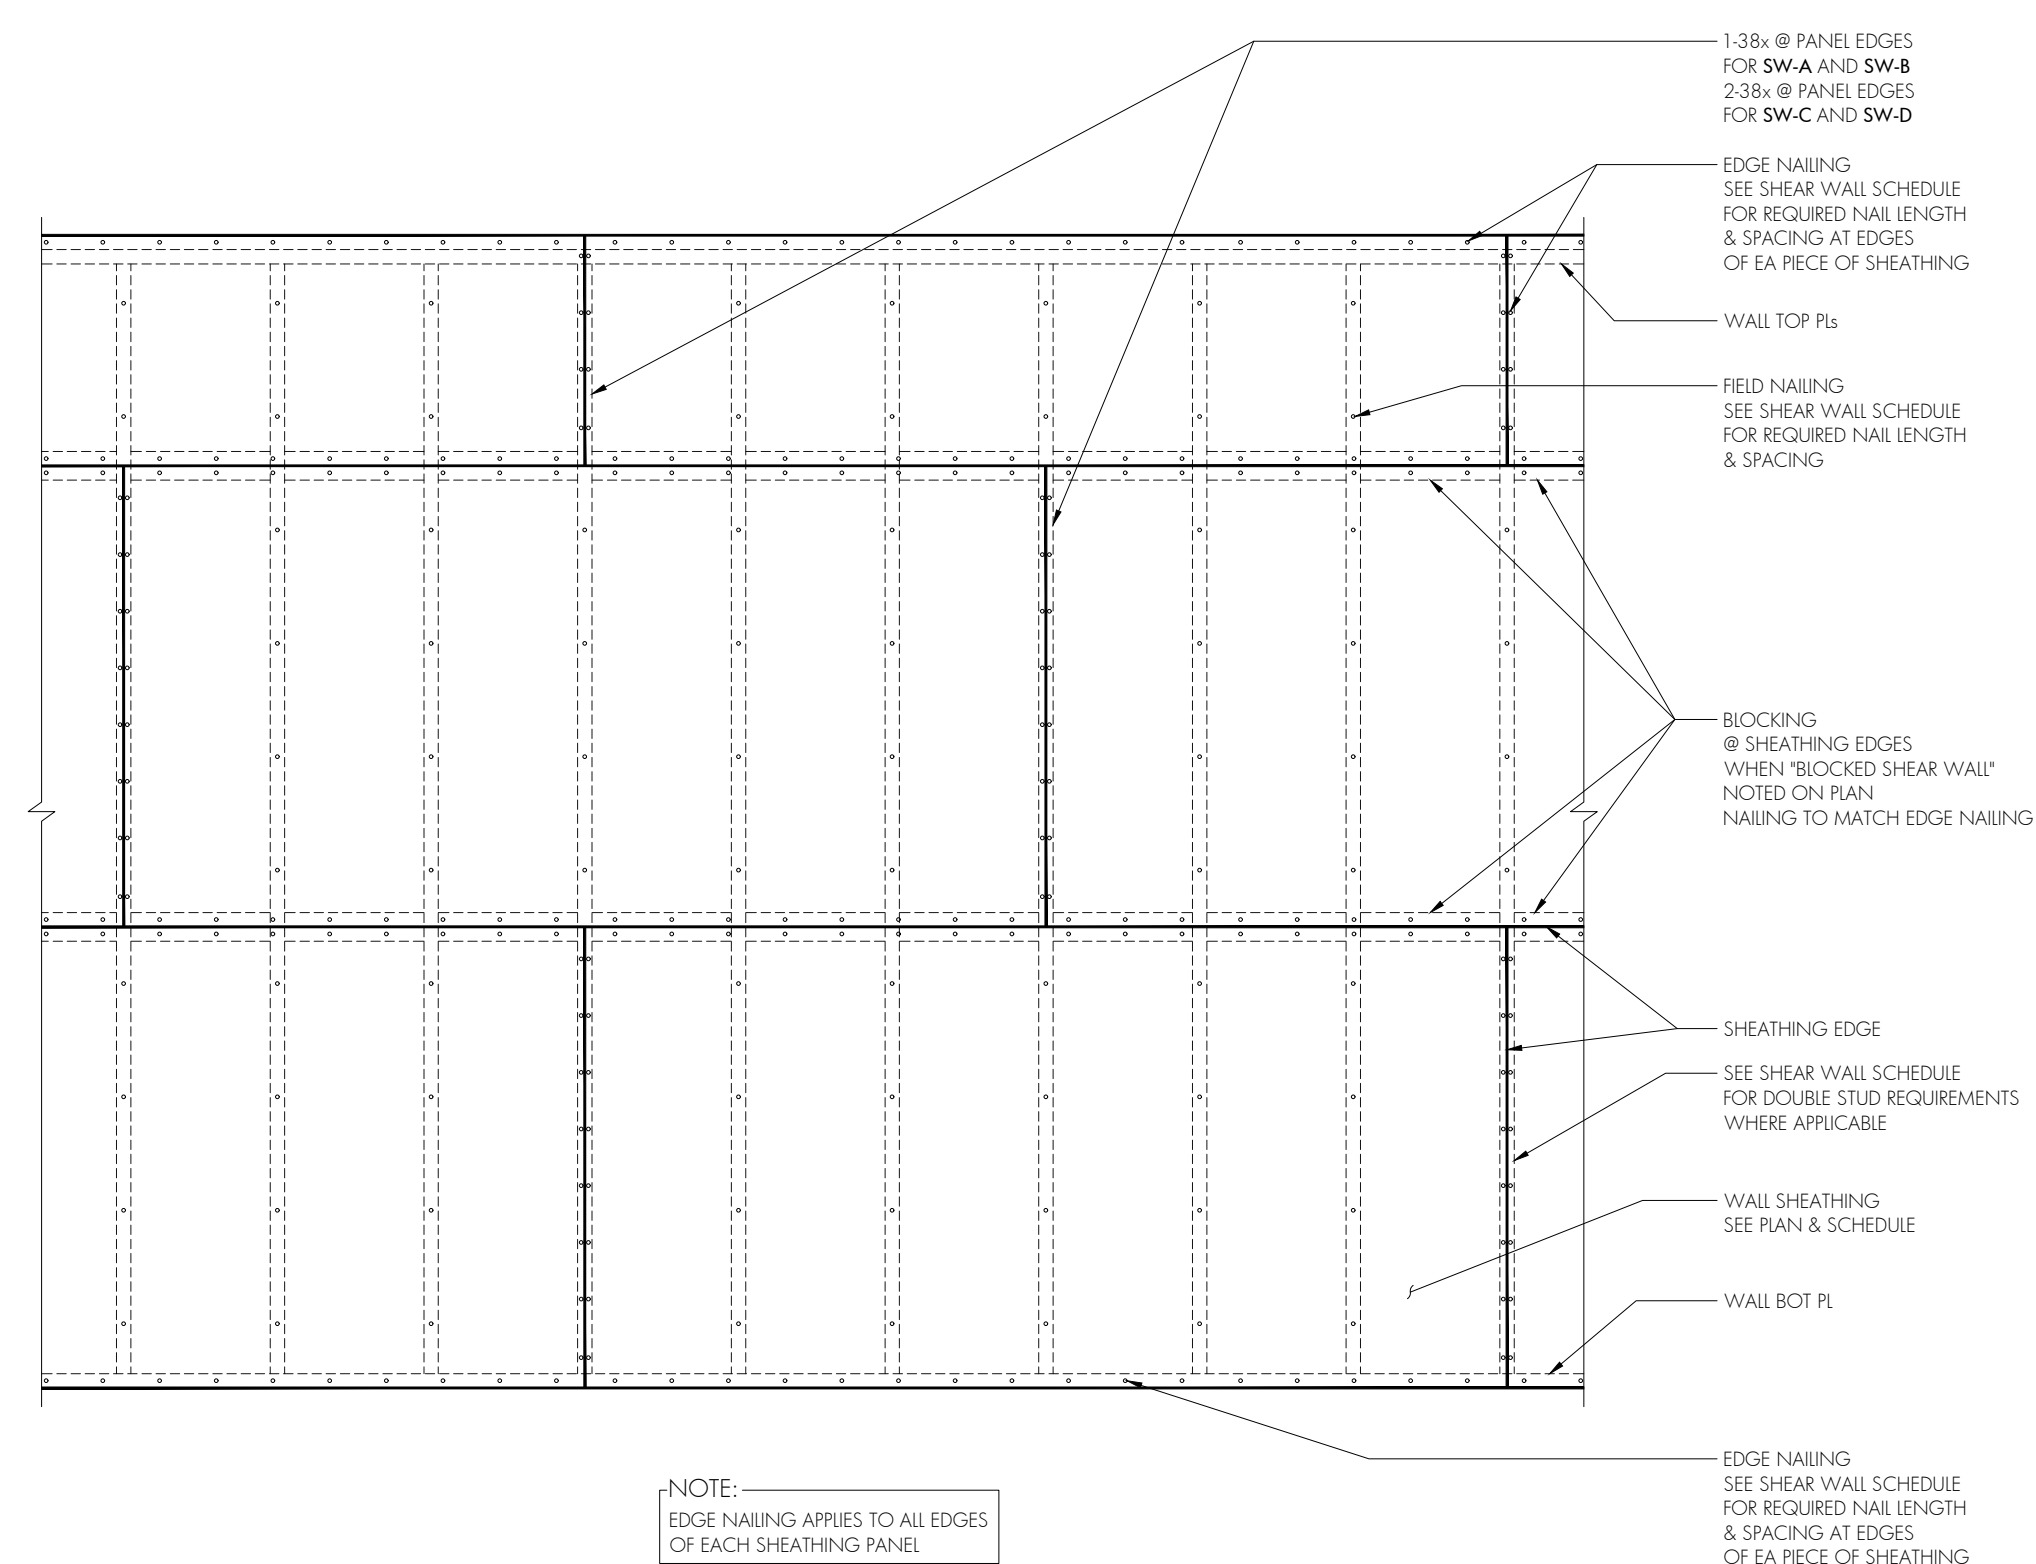 1-38x @ PANEL EDGES
FOR SW-A AND SW-B
2-38x @ PANEL EDGES
FOR SW-C AND SW-D
EDGE NAILING
SEE SHEAR WALL SCHEDULE
FOR REQUIRED NAIL LENGTH
& SPACING AT EDGES
OF EA PIECE OF SHEATHING
WALL TOP PLs
FIELD NAILING
SEE SHEAR WALL SCHEDULE
FOR REQUIRED NAIL LENGTH
& SPACING
BLOCKING
@ SHEATHING EDGES
WHEN "BLOCKED SHEAR WALL"
NOTED ON PLAN
NAILING TO MATCH EDGE NAILING
SHEATHING EDGE
SEE SHEAR WALL SCHEDULE
FOR DOUBLE STUD REQUIREMENTS
WHERE APPLICABLE
WALL SHEATHING
SEE PLAN & SCHEDULE
WALL BOT PL
EDGE NAILING
SEE SHEAR WALL SCHEDULE
FOR REQUIRED NAIL LENGTH
& SPACING AT EDGES
OF EA PIECE OF SHEATHING
NOTE:
EDGE NAILING APPLIES TO ALL EDGES
OF EACH SHEATHING PANEL